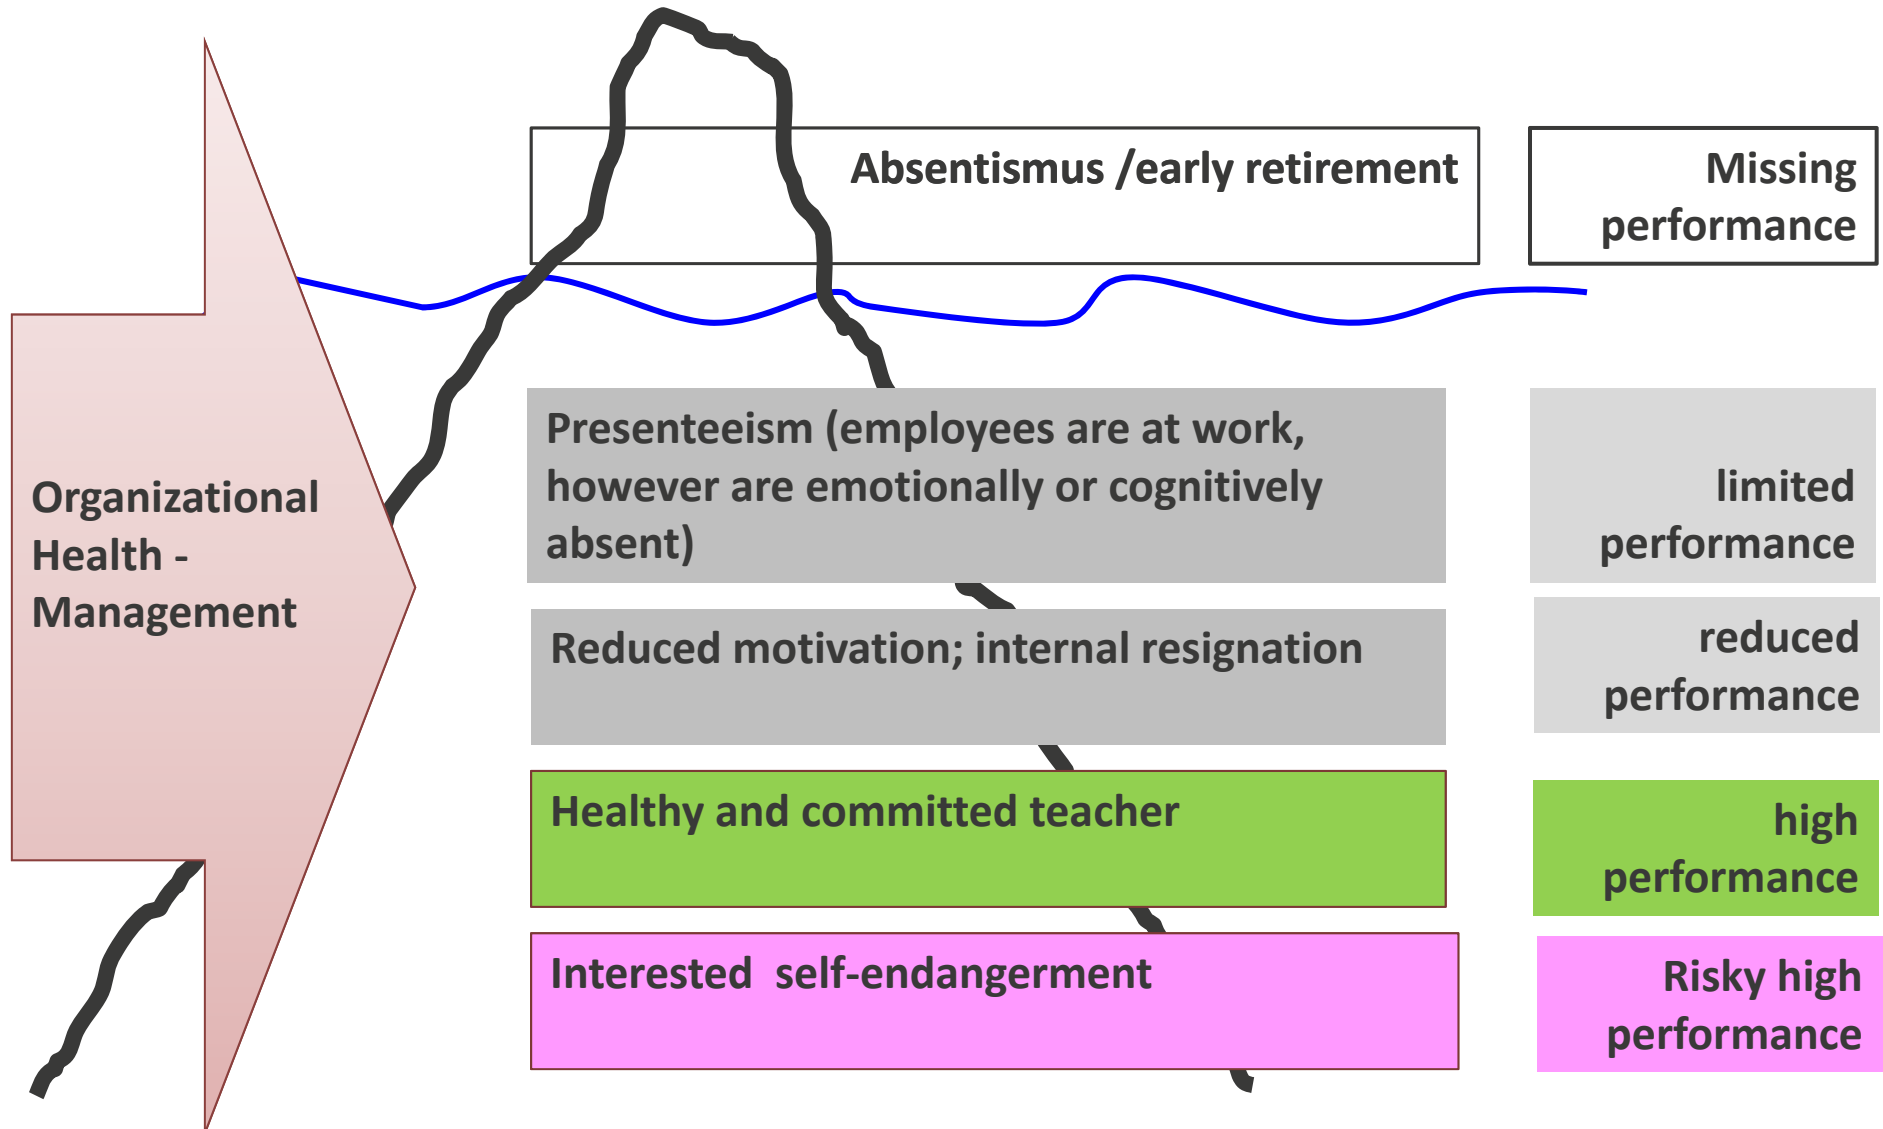 Absentismus /early retirement
Missing
performance
Organizational
Health -
Management
Presenteeism (employees are at work,
however are emotionally or cognitively
absent)
limited
performance
Reduced motivation; internal resignation
reduced
performance
Healthy and committed teacher
high
performance
Interested  self-endangerment
Risky high
performance